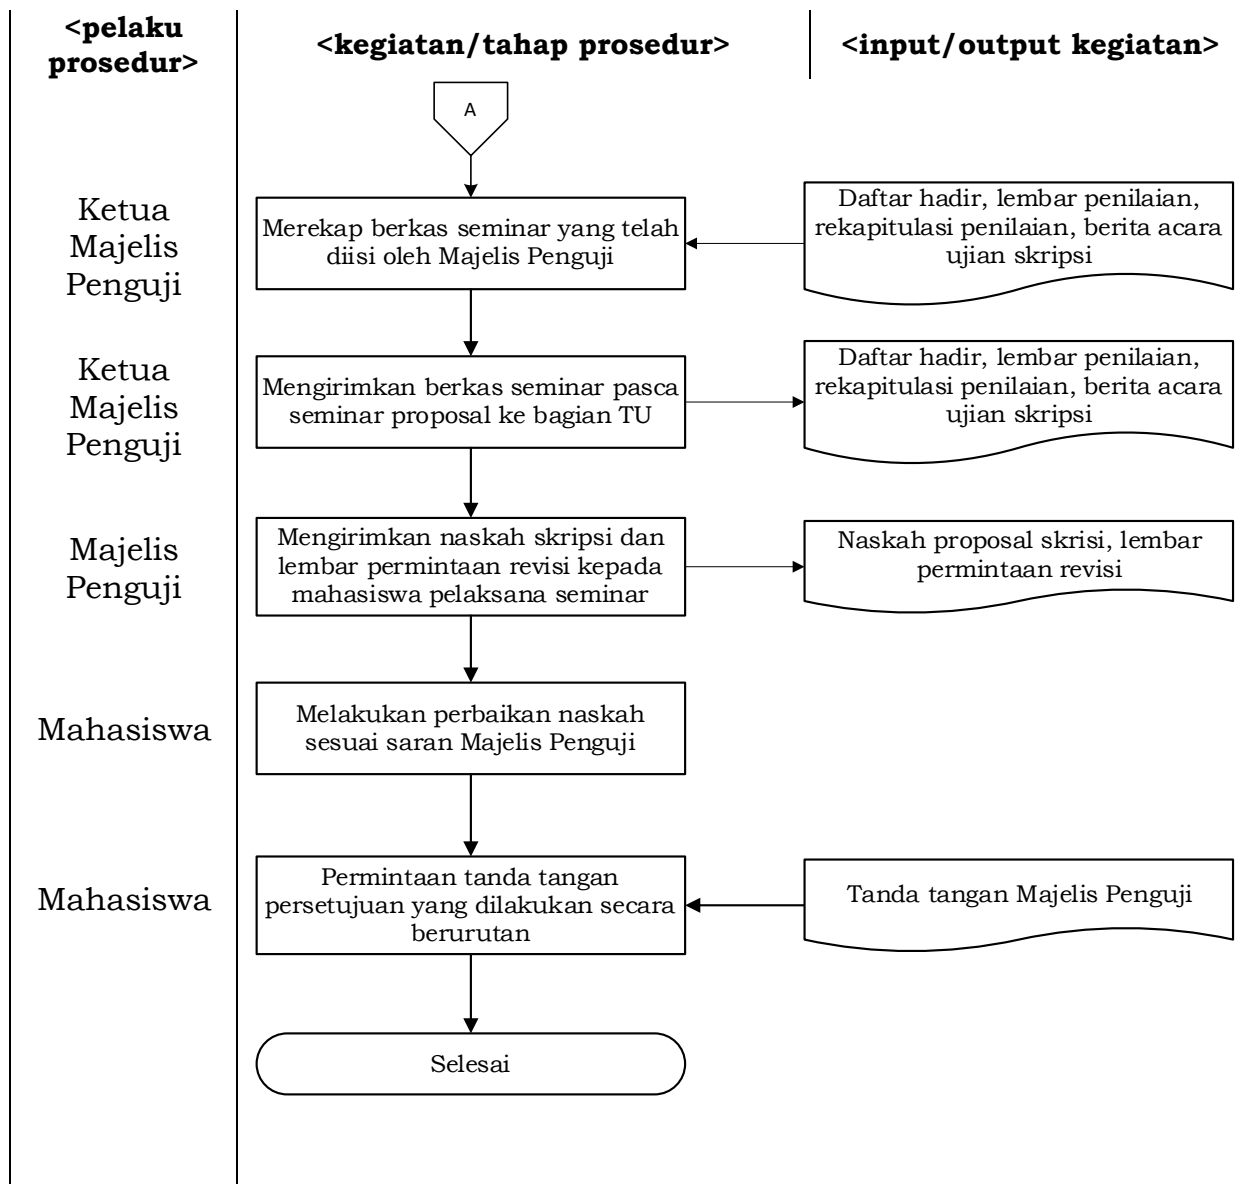 <pelaku
prosedur>
<kegiatan/tahap prosedur>
<input/output kegiatan>
A
Ketua
Majelis
Penguji
Merekap berkas seminar yang telah
diisi oleh Majelis Penguji
Daftar hadir, lembar penilaian,
rekapitulasi penilaian, berita acara
ujian skripsi
Ketua
Majelis
Penguji
Mengirimkan berkas seminar pasca
seminar proposal ke bagian TU
Daftar hadir, lembar penilaian,
rekapitulasi penilaian, berita acara
ujian skripsi
Majelis
Penguji
Mengirimkan naskah skripsi dan
lembar permintaan revisi kepada
mahasiswa pelaksana seminar
Naskah proposal skrisi, lembar
permintaan revisi
Mahasiswa
Melakukan perbaikan naskah
sesuai saran Majelis Penguji
Mahasiswa
Permintaan tanda tangan
persetujuan yang dilakukan secara
berurutan
Tanda tangan Majelis Penguji
Selesai